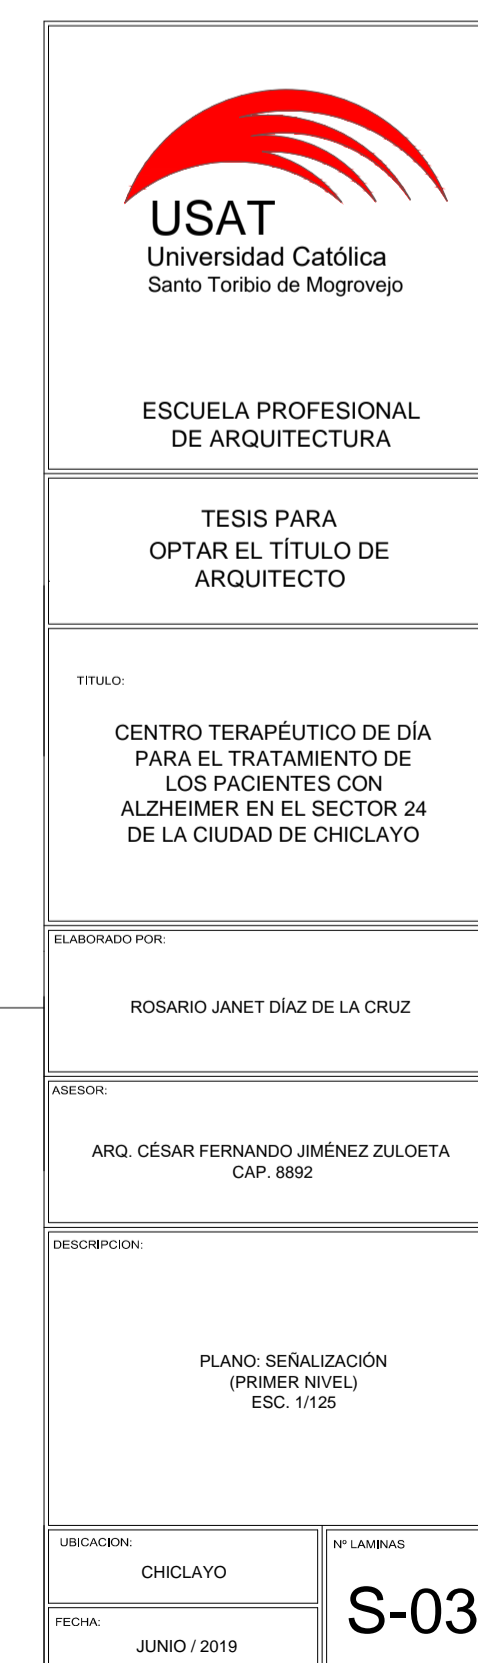 USAT
Universidad Católica
Santo Toribio de Mogrovejo
ESCUELA PROFESIONAL
DE ARQUITECTURA
TESIS PARA
OPTAR EL TÍTULO DE
ARQUITECTO
TITULO:
CENTRO TERAPÉUTICO DE DÍA
PARA EL TRATAMIENTO DE
LOS PACIENTES CON
ALZHEIMER EN EL SECTOR 24
DE LA CIUDAD DE CHICLAYO
ELABORADO POR:
ROSARIO JANET DÍAZ DE LA CRUZ
ASESOR:
ARQ. CÉSAR FERNANDO JIMÉNEZ ZULOETA
CAP. 8892
DESCRIPCION:
PLANO: SEÑALIZACIÓN
(PRIMER NIVEL)
ESC. 1/125
UBICACION:
CHICLAYO
FECHA:
JUNIO / 2019
Nº LAMINAS
S-03